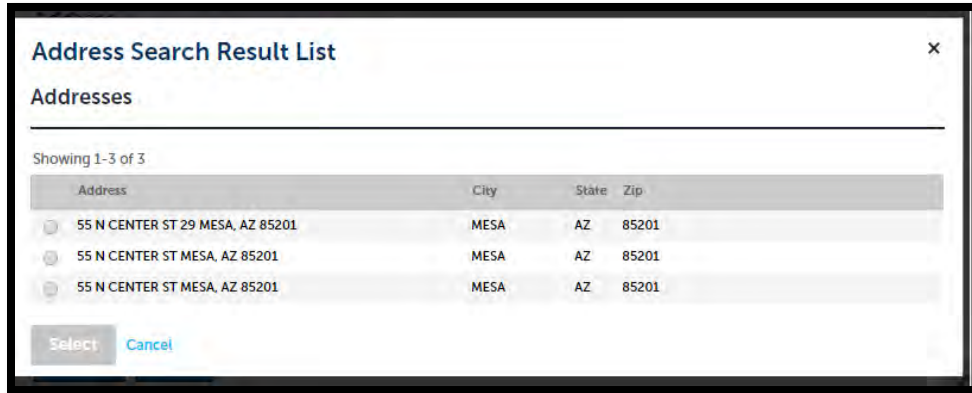 Address Search Result List ×
Addresses
Showing 1-3 of 3
Address City State Zip
55 N CENTER ST 29 MESA, AZ 85201 MESA AZ 85201
55 N CENTER ST MESA, AZ 85201 MESA AZ 85201
55 N CENTER ST MESA, AZ 85201 MESA AZ 85201
Select Cancel